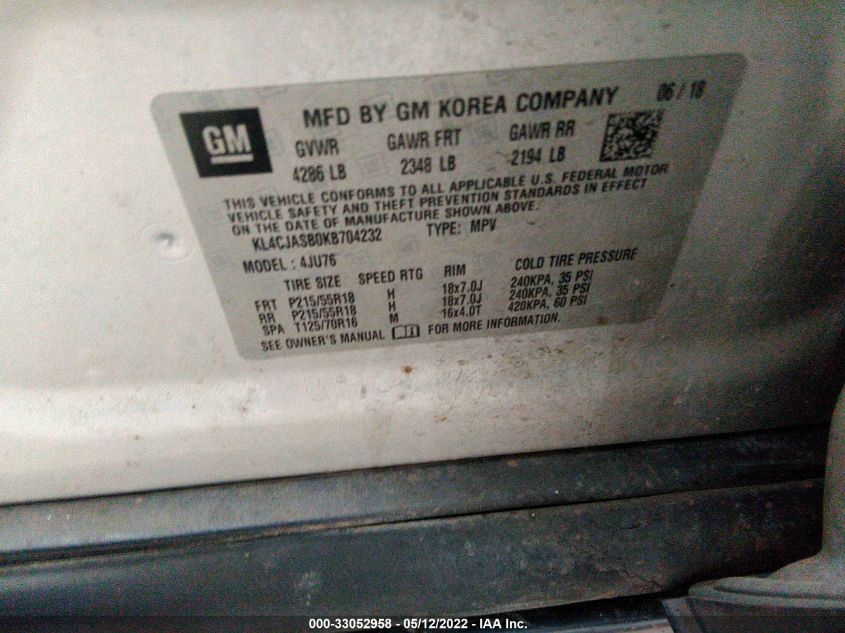 GM
MFD BY GM KOREA COMPANY 06 / 18
GVWR GAWR FRT GAWR RR
4286 LB 2348 LB 2194 LB
THIS VEHICLE CONFORMS TO ALL APPLICABLE U.S. FEDERAL MOTOR
VEHICLE SAFETY AND THEFT PREVENTION STANDARDS IN EFFECT
ON THE DATE OF MANUFACTURE SHOWN ABOVE.
KL4CJASB0KB704232 TYPE: MPV
MODEL : 4JU76
TIRE SIZE SPEED RTG RIM COLD TIRE PRESSURE
FRT P215/55R18 H 18x7.0J 240KPA, 35 PSI
RR P215/55R18 H 18x7.0J 240KPA, 35 PSI
SPA T125/70R16 M 16x4.0T 420KPA, 60 PSI
SEE OWNER'S MANUAL FOR MORE INFORMATION.
000-33052958 - 05/12/2022 - IAA Inc.